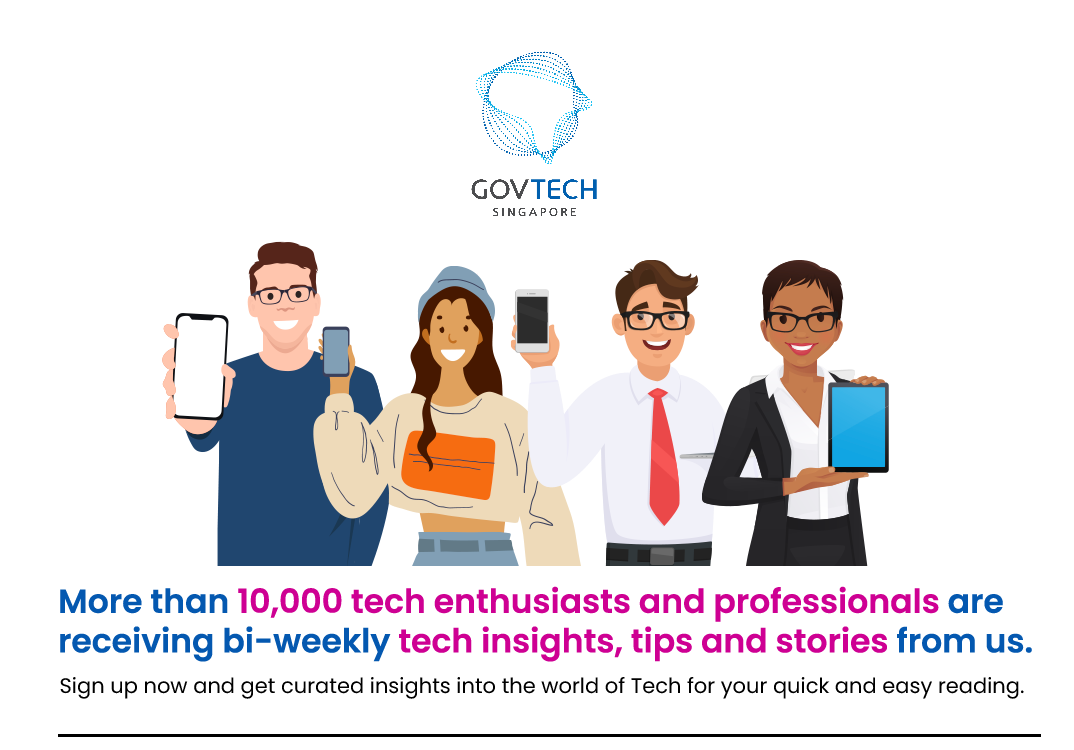 GOVTECH
SINGAPORE
More than 10,000 tech enthusiasts and professionals are
receiving bi-weekly tech insights, tips and stories from us.
Sign up now and get curated insights into the world of Tech for your quick and easy reading.